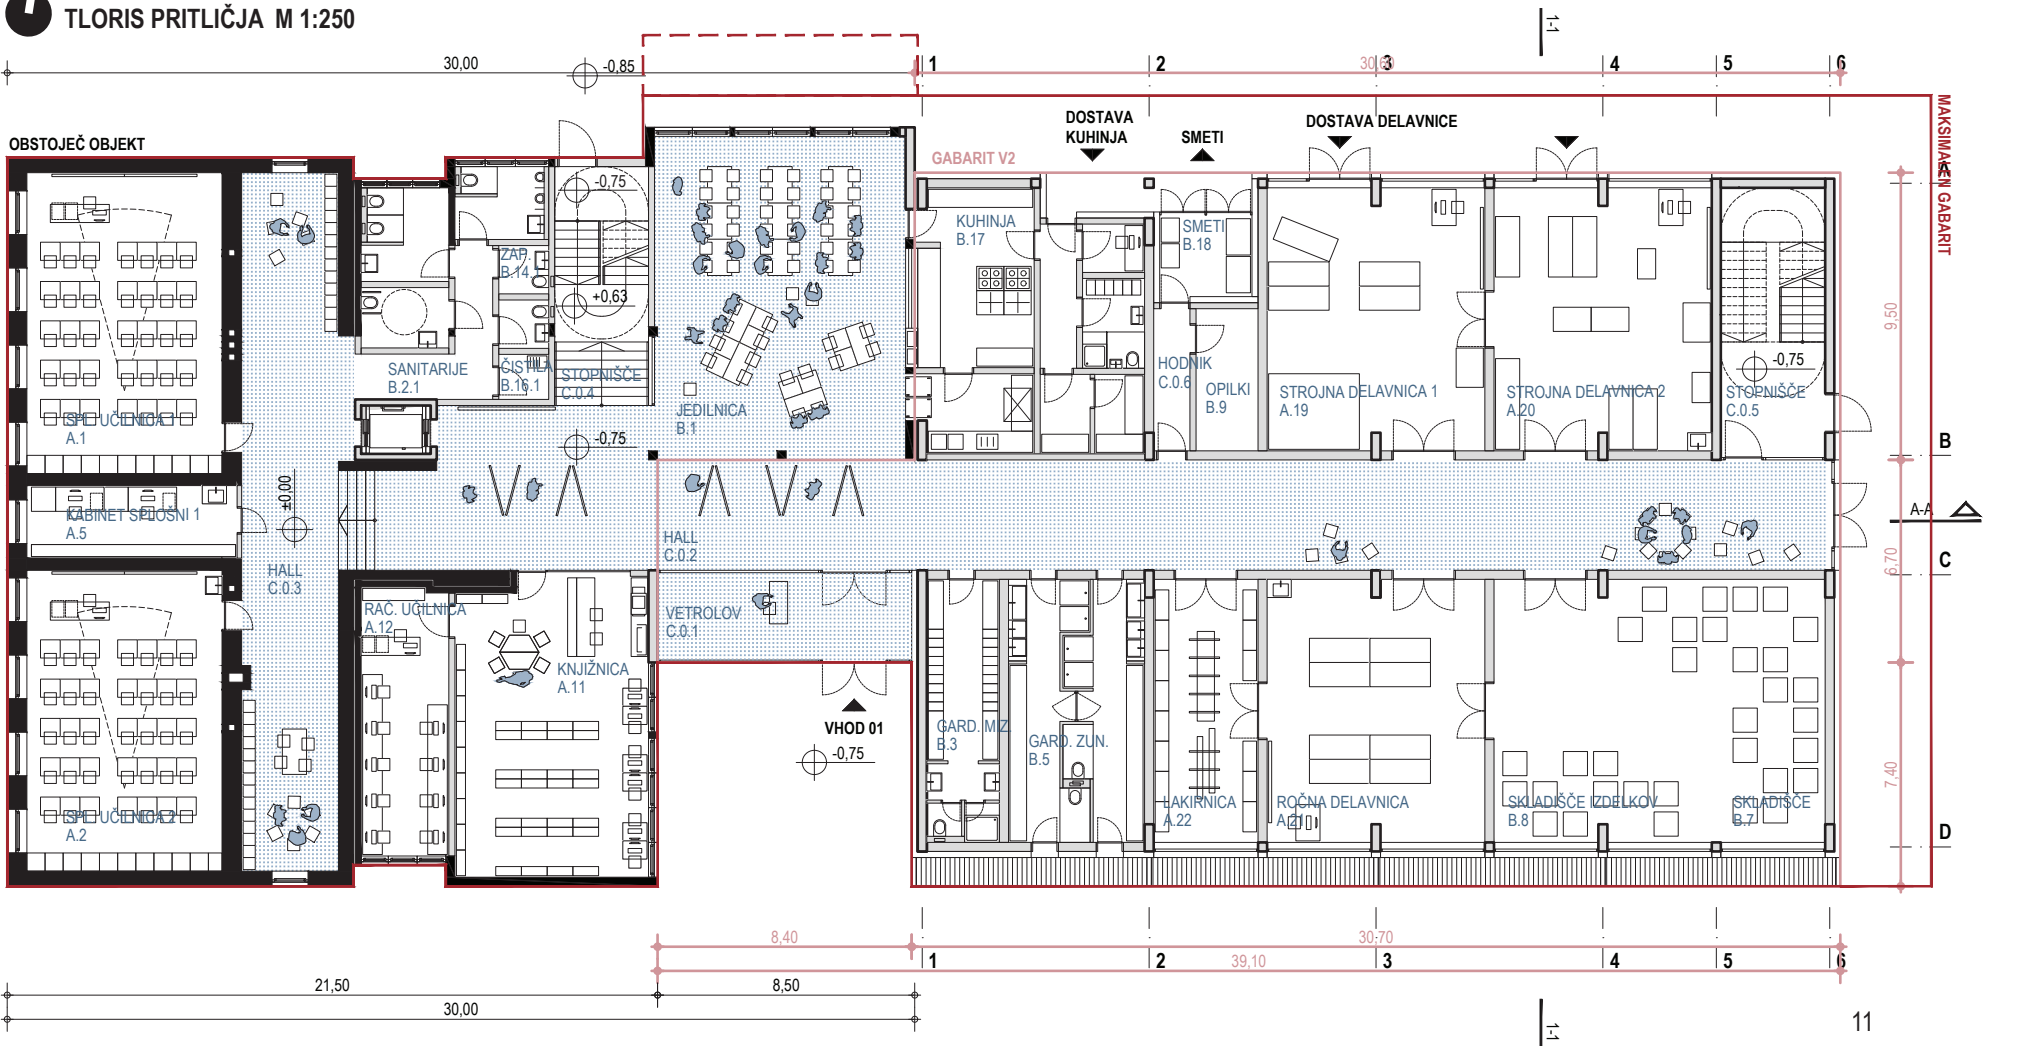 TLORIS PRITLIČJA M 1:250
1-1
30,00
-0,85
1
2
30,60
3
4
5
6
OBSTOJEČ OBJEKT
DOSTAVA
KUHINJA
SMETI
DOSTAVA DELAVNICE
MAKSIMALEN GABARIT
GABARIT V2
-0,75
KUHINJA
B.17
SMETI
B.18
ZAP.
B.14
+0,63
9,50
SANITARIJE
B.2.1
ČISTILA
B.16.1
STOPNIŠČE
C.0.4
JEDILNICA
B.1
HODNIK
C.0.6
OPILKI
B.9
STROJNA DELAVNICA 1
A.19
STROJNA DELAVNICA 2
A.20
-0,75
STOPNIŠČE
C.0.5
SPL. UČILNICA 1
A.1
-0,75
B
±0,00
KABINET SPLOŠNI 1
A.5
A-A
HALL
C.0.2
HALL
C.0.3
6,70
C
RAČ. UČILNICA
A.12
VETROLOV
C.0.1
KNJIŽNICA
A.11
VHOD 01
-0,75
GARD. M/Ž.
B.3
GARD. ZUN.
B.5
7,40
SPL. UČILNICA 2
A.2
LAKIRNICA
A.22
ROČNA DELAVNICA
A.21
SKLADIŠČE IZDELKOV
B.8
SKLADIŠČE
B.7
D
8,40
30,70
1
2
39,10
3
4
5
6
21,50
8,50
30,00
1-1
11